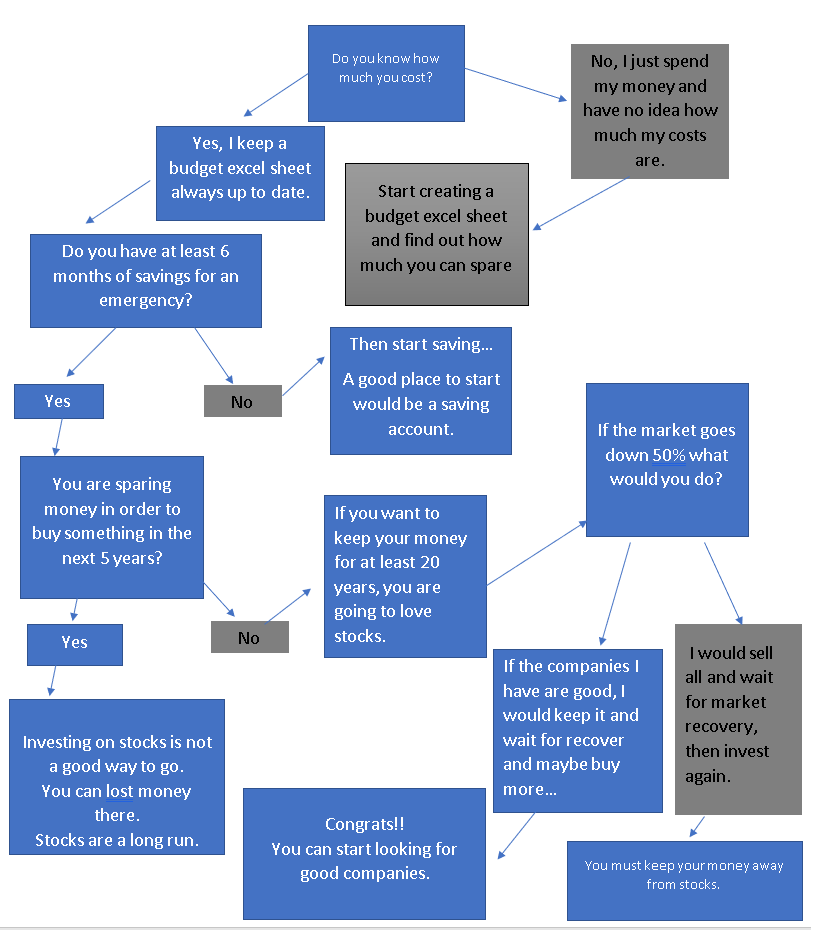 Do you know how
much you cost?
No, I just spend
my money and
have no idea how
much my costs
are.
Yes, I keep a
budget excel sheet
always up to date.
Start creating a
budget excel sheet
and find out how
much you can spare
Do you have at least 6
months of savings for an
emergency?
Then start saving...
A good place to start
would be a saving
account.
Yes
No
If the market goes
down 50% what
would you do?
You are sparing
money in order to
buy something in the
next 5 years?
If you want to
keep your money
for at least 20
years, you are
going to love
stocks.
Yes
No
If the companies I
have are good, I
would keep it and
wait for recover
and maybe buy
more...
I would sell
all and wait
for market
recovery,
then invest
again.
Investing on stocks is not
a good way to go.
You can lost money
there.
Stocks are a long run.
Congrats!!
You can start looking for
good companies.
You must keep your money away
from stocks.